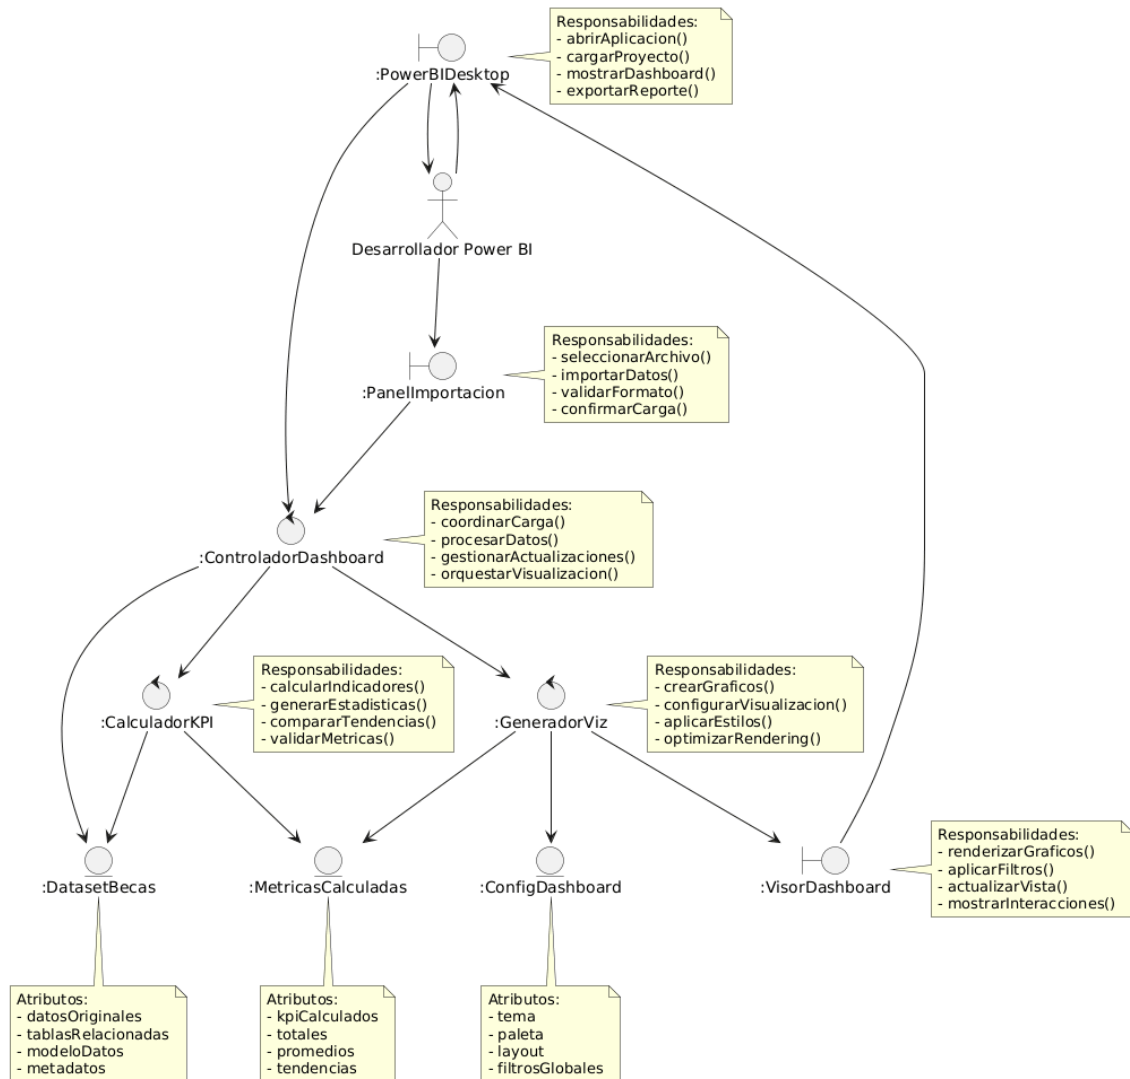 Responsabilidades:
- abrirAplicacion()
- cargarProyecto()
- mostrarDashboard()
- exportarReporte()
:PowerBIDesktop
Desarrollador Power BI
Responsabilidades:
- seleccionarArchivo()
- importarDatos()
- validarFormato()
- confirmarCarga()
:PanelImportacion
Responsabilidades:
- coordinarCarga()
- procesarDatos()
- gestionarActualizaciones()
- orquestarVisualizacion()
:ControladorDashboard
Responsabilidades:
- calcularIndicadores()
- generarEstadisticas()
- compararTendencias()
- validarMetricas()
:CalculadorKPI
Responsabilidades:
- crearGraficos()
- configurarVisualizacion()
- aplicarEstilos()
- optimizarRendering()
:GeneradorViz
:DatasetBecas
:MetricasCalculadas
:ConfigDashboard
:VisorDashboard
Responsabilidades:
- renderizarGraficos()
- aplicarFiltros()
- actualizarVista()
- mostrarInteracciones()
Atributos:
- datosOriginales
- tablasRelacionadas
- modeloDatos
- metadatos
Atributos:
- kpiCalculados
- totales
- promedios
- tendencias
Atributos:
- tema
- paleta
- layout
- filtrosGlobales